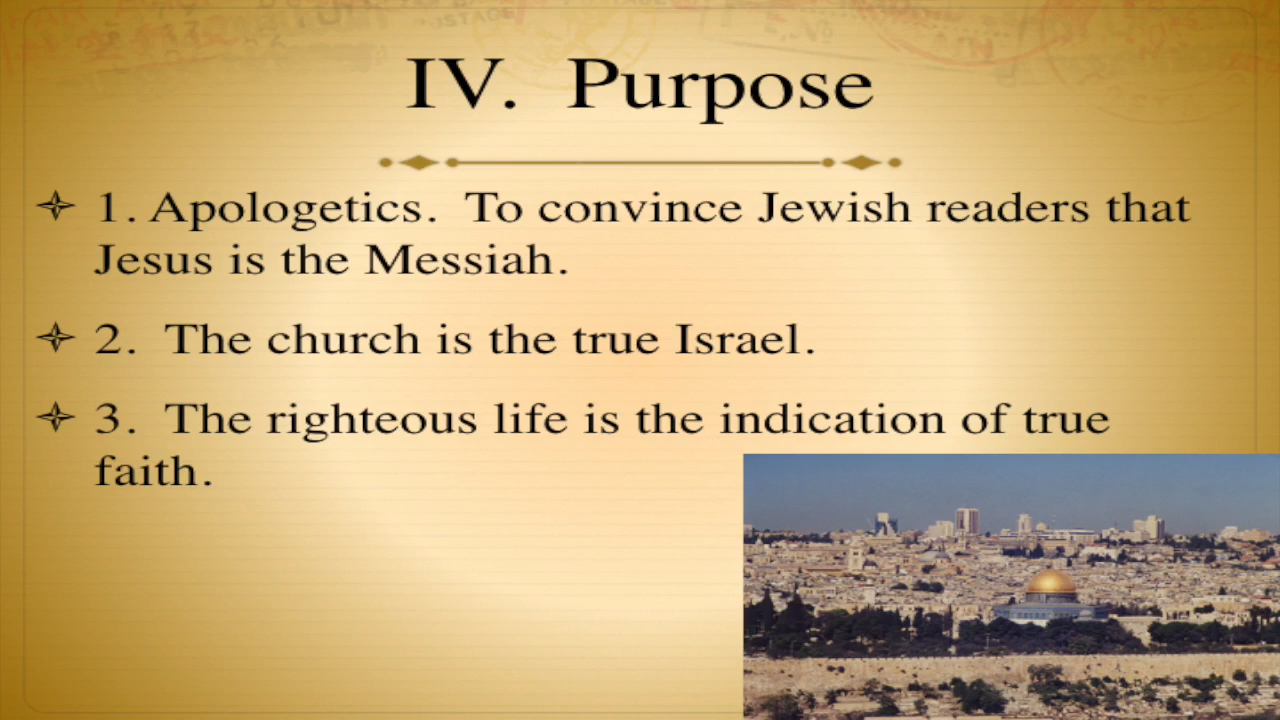 IV. Purpose
1. Apologetics. To convince Jewish readers that
Jesus is the Messiah.
2. The church is the true Israel.
3. The righteous life is the indication of true
faith.